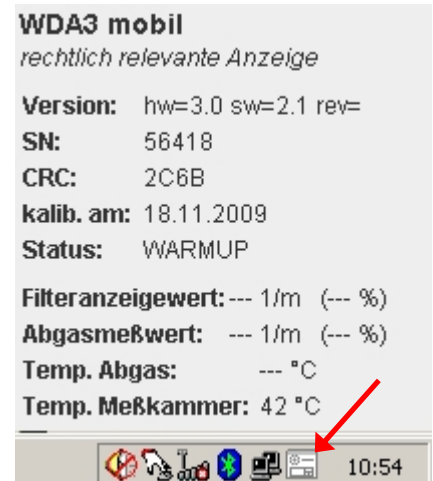 WDA3 mobil
rechtlich relevante Anzeige
Version: hw=3.0 sw=2.1 rev=
SN: 56418
CRC: 2C6B
kalib. am: 18.11.2009
Status: WARMUP
Filteranzeigewert: --- 1/m (--- %)
Abgasmeßwert: --- 1/m (--- %)
Temp. Abgas: --- °C
Temp. Meßkammer: 42 °C
10:54